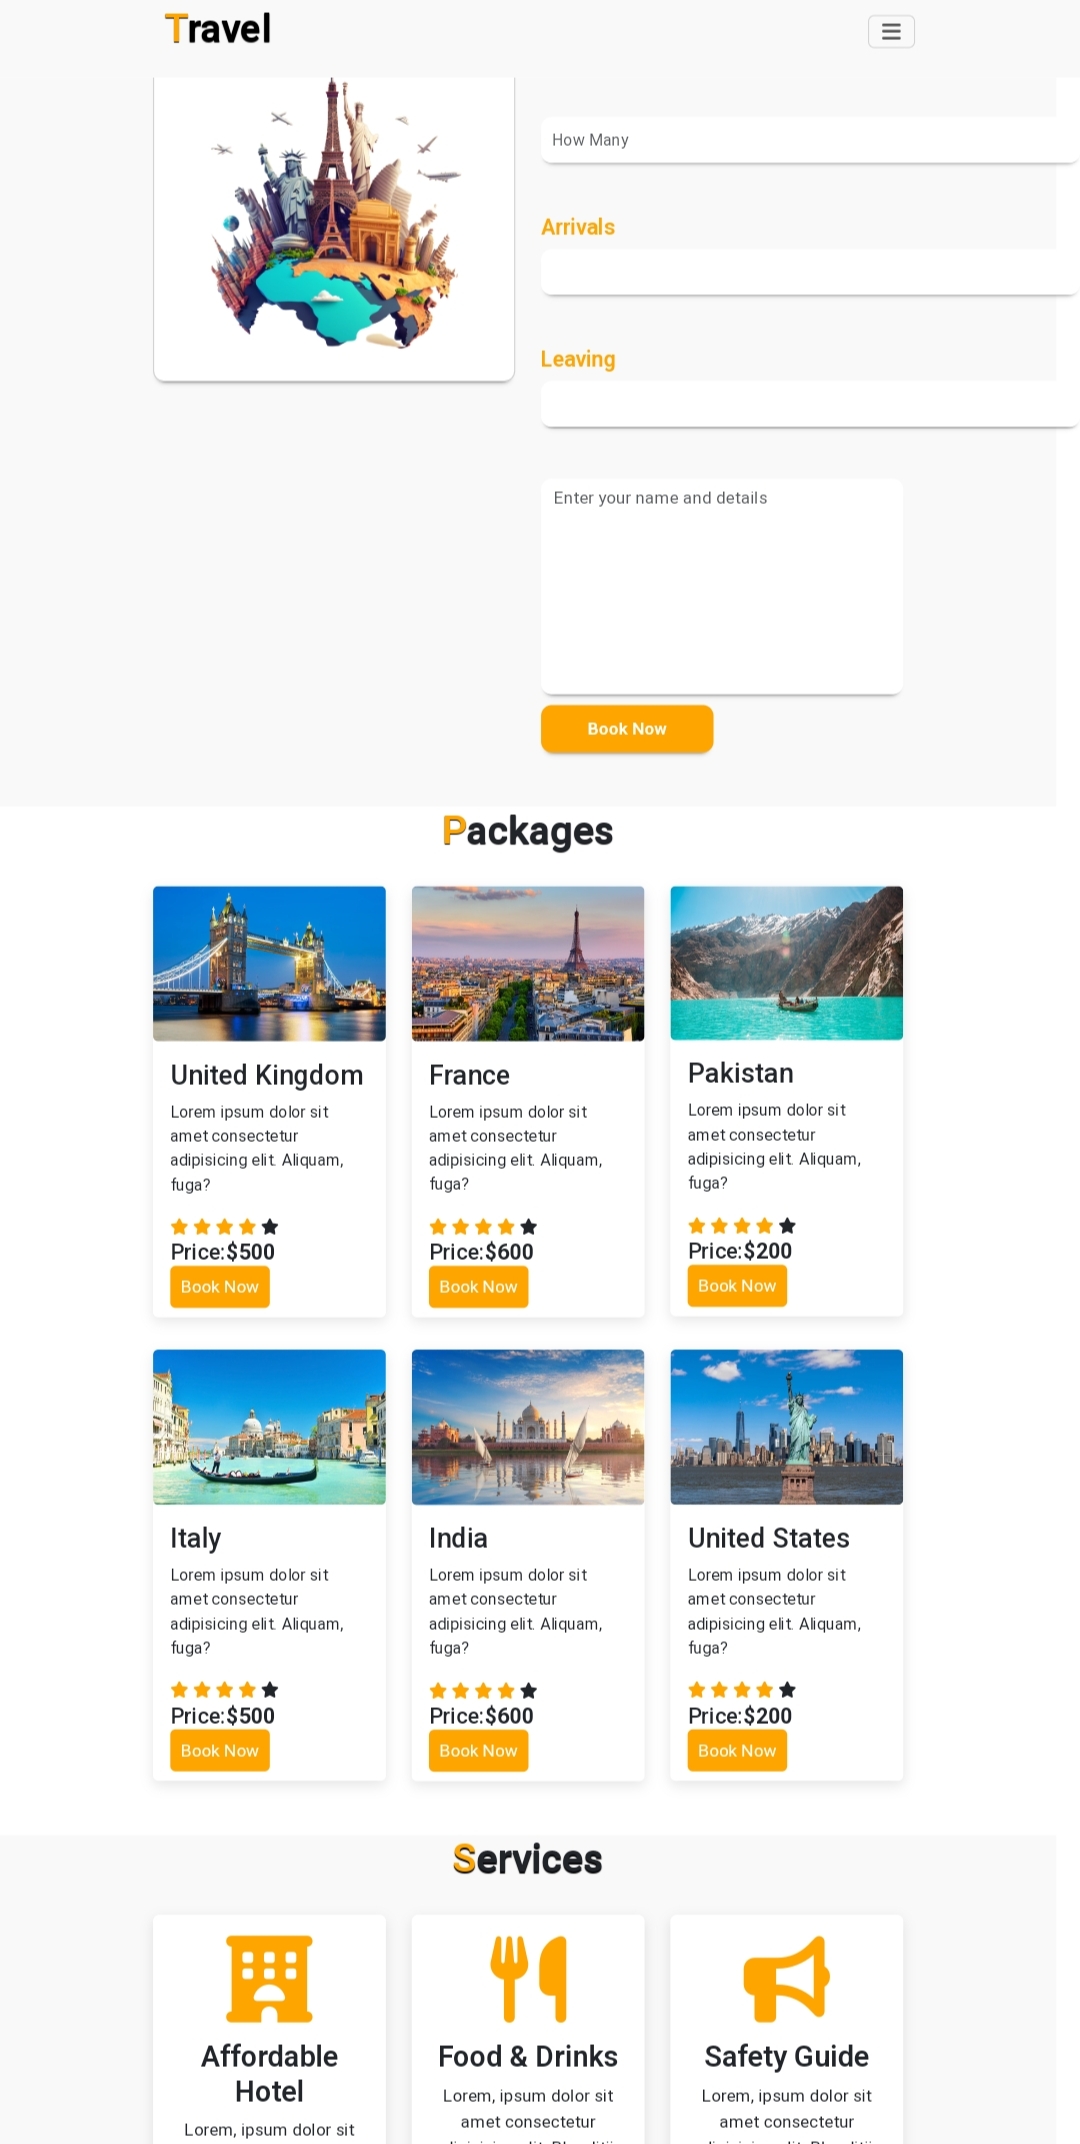 Travel
How Many
Arrivals
Leaving
Enter your name and details
Book Now
Packages
United Kingdom
Lorem ipsum dolor sit
amet consectetur
adipisicing elit. Aliquam,
fuga?
Price:$500
Book Now
France
Lorem ipsum dolor sit
amet consectetur
adipisicing elit. Aliquam,
fuga?
Price:$600
Book Now
Pakistan
Lorem ipsum dolor sit
amet consectetur
adipisicing elit. Aliquam,
fuga?
Price:$200
Book Now
Italy
Lorem ipsum dolor sit
amet consectetur
adipisicing elit. Aliquam,
fuga?
Price:$500
Book Now
India
Lorem ipsum dolor sit
amet consectetur
adipisicing elit. Aliquam,
fuga?
Price:$600
Book Now
United States
Lorem ipsum dolor sit
amet consectetur
adipisicing elit. Aliquam,
fuga?
Price:$200
Book Now
Services
Affordable
Hotel
Lorem, ipsum dolor sit
Food & Drinks
Lorem, ipsum dolor sit
amet consectetur
Safety Guide
Lorem, ipsum dolor sit
amet consectetur